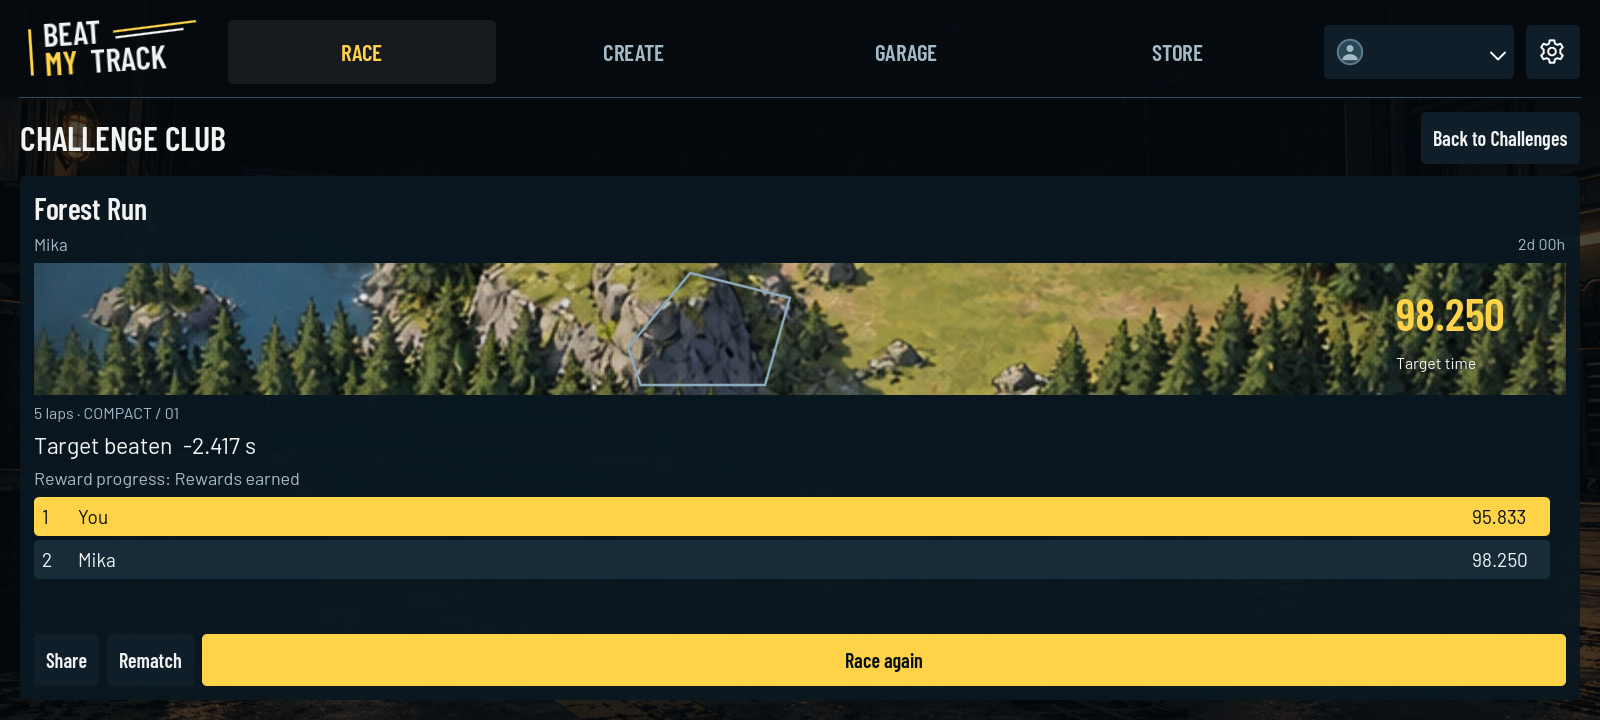 BEAT
MY TRACK
RACE
CREATE
GARAGE
STORE
CHALLENGE CLUB
Back to Challenges
Forest Run
Mika
2d 00h
98.250
Target time
5 laps · COMPACT / 01
Target beaten -2.417 s
Reward progress: Rewards earned
1 You 95.833
2 Mika 98.250
Share
Rematch
Race again